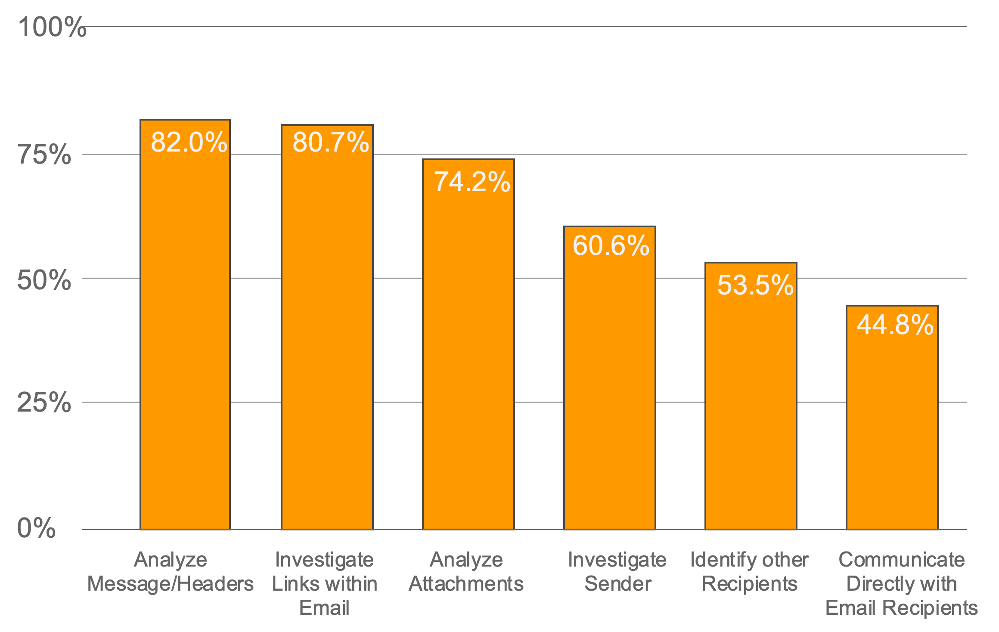 100%
75%
50%
25%
0%
82.0%
80.7%
74.2%
60.6%
53.5%
44.8%
Analyze
Message/Headers
Investigate
Links within
Email
Analyze
Attachments
Investigate
Sender
Identify other
Recipients
Communicate
Directly with
Email Recipients